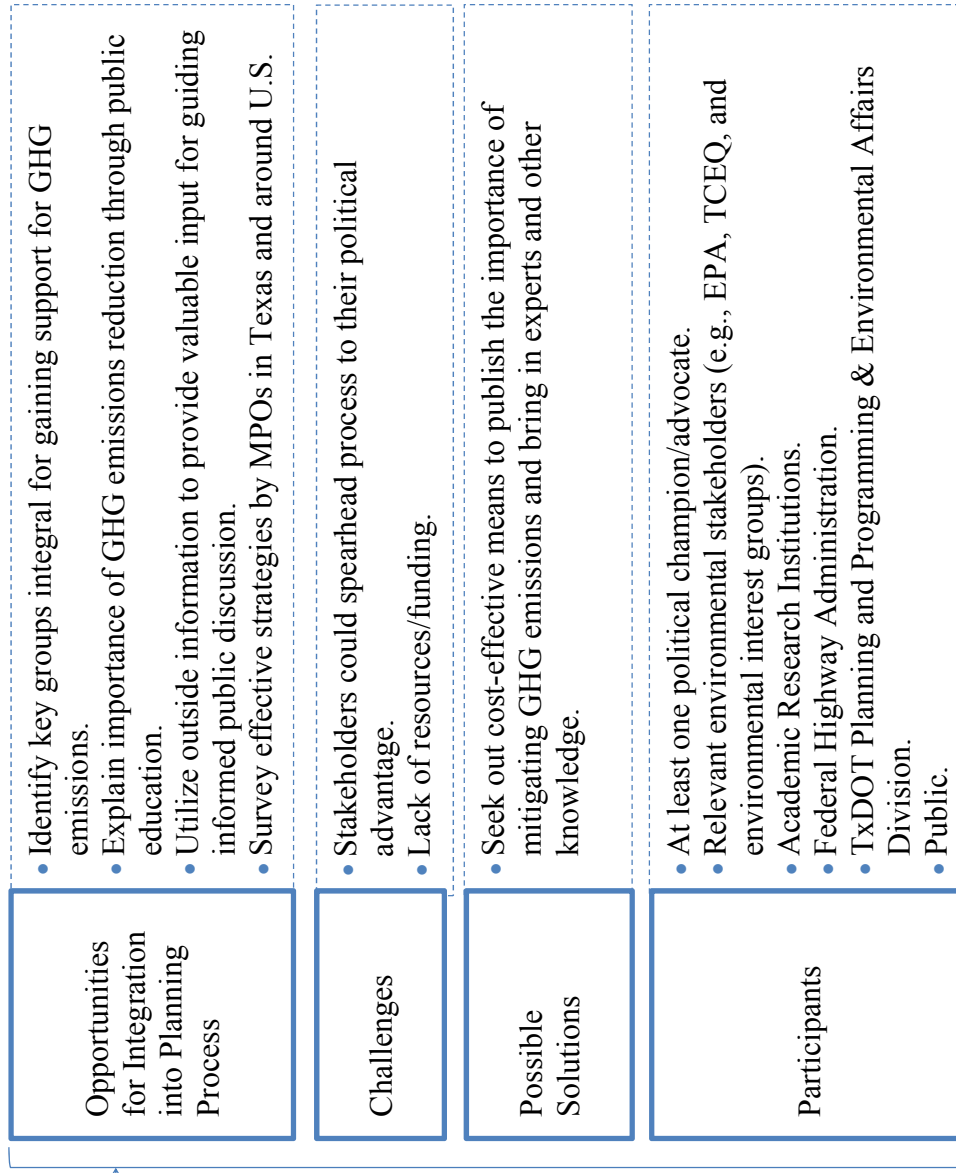 Opportunities
for Integration
into Planning
Process
• Identify key groups integral for gaining support for GHG
emissions.
• Explain importance of GHG emissions reduction through public
education.
• Utilize outside information to provide valuable input for guiding
informed public discussion.
• Survey effective strategies by MPOs in Texas and around U.S.
Challenges
• Stakeholders could spearhead process to their political
advantage.
• Lack of resources/funding.
Possible
Solutions
• Seek out cost-effective means to publish the importance of
mitigating GHG emissions and bring in experts and other
knowledge.
Participants
• At least one political champion/advocate.
• Relevant environmental stakeholders (e.g., EPA, TCEQ, and
environmental interest groups).
• Academic Research Institutions.
• Federal Highway Administration.
• TxDOT Planning and Programming & Environmental Affairs
Division.
• Public.